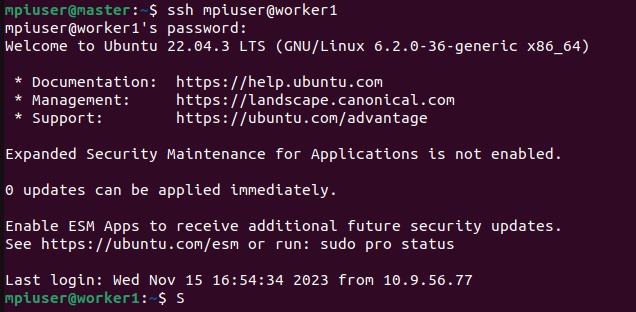 mpiuser@master:~$ ssh mpiuser@worker1
mpiuser@worker1's password:
Welcome to Ubuntu 22.04.3 LTS (GNU/Linux 6.2.0-36-generic x86_64)

 * Documentation:  https://help.ubuntu.com
 * Management:     https://landscape.canonical.com
 * Support:        https://ubuntu.com/advantage

Expanded Security Maintenance for Applications is not enabled.

0 updates can be applied immediately.

Enable ESM Apps to receive additional future security updates.
See https://ubuntu.com/esm or run: sudo pro status

Last login: Wed Nov 15 16:54:34 2023 from 10.9.56.77
mpiuser@worker1:~$ S